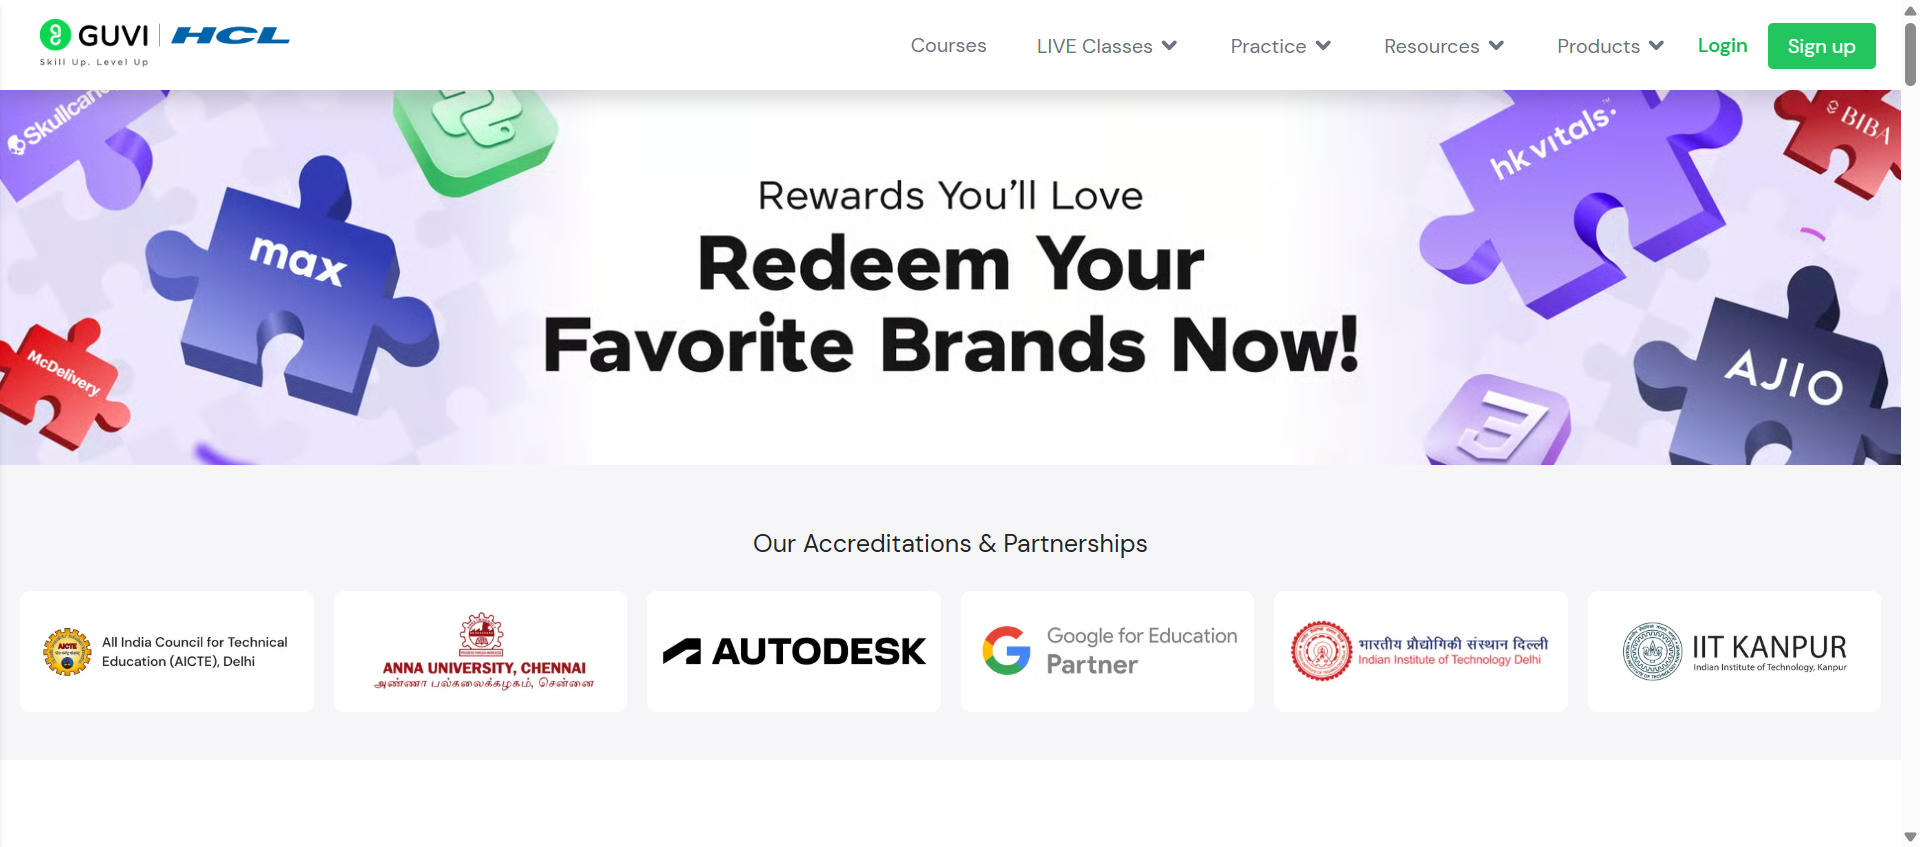 GUVI | HCL
Skill Up. Level Up
Courses
LIVE Classes
Practice
Resources
Products
Login
Sign up
Skullcan
max
McDelivery
Rewards You'll Love
Redeem Your
Favorite Brands Now!
hk vitals
BIBA
AJIO
Our Accreditations & Partnerships
AICTE
All India Council for Technical
Education (AICTE), Delhi
ANNA UNIVERSITY, CHENNAI
அண்ணா பல்கலைக்கழகம், சென்னை
AUTODESK
Google for Education
Partner
भारतीय प्रौद्योगिकी संस्थान दिल्ली
Indian Institute of Technology Delhi
IIT KANPUR
Indian Institute of Technology, Kanpur